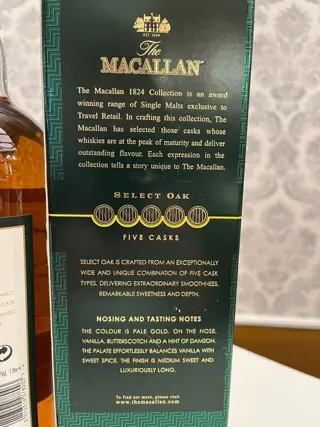 EST. 1824
The
MACALLAN
The Macallan 1824 Collection is an award
winning range of Single Malts exclusive to
Travel Retail. In crafting this collection, The
Macallan has selected those casks whose
whiskies are at the peak of maturity and deliver
outstanding flavour. Each expression in the
collection tells a story unique to The Macallan.
SELECT OAK
FIVE CASKS
SELECT OAK IS CRAFTED FROM AN EXCEPTIONALLY
WIDE AND UNIQUE COMBINATION OF FIVE CASK
TYPES, DELIVERING EXTRAORDINARY SMOOTHNESS,
REMARKABLE SWEETNESS AND DEPTH.
NOSING AND TASTING NOTES
THE COLOUR IS PALE GOLD. ON THE NOSE,
VANILLA, BUTTERSCOTCH AND A HINT OF DAMSON.
THE PALATE EFFORTLESSLY BALANCES VANILLA WITH
SWEET SPICE. THE FINISH IS MEDIUM SWEET AND
LUXURIOUSLY LONG.
To find out more, please visit
www.themacallan.com